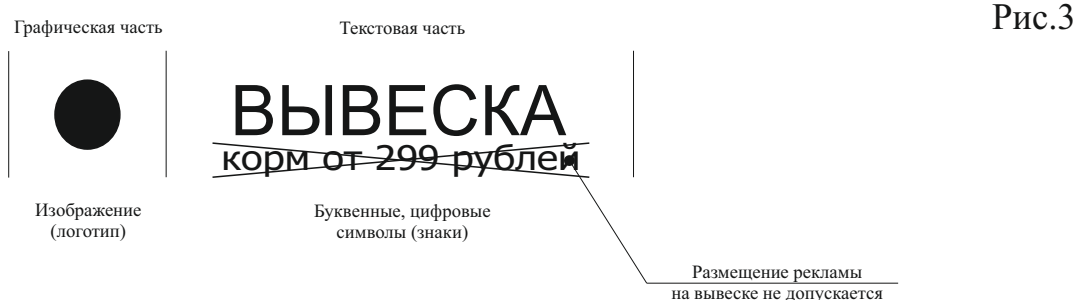 Рис.3
Графическая часть
Текстовая часть
ВЫВЕСКА
корм от 299 рублей
Изображение
(логотип)
Буквенные, цифровые
символы (знаки)
Размещение рекламы
на вывеске не допускается